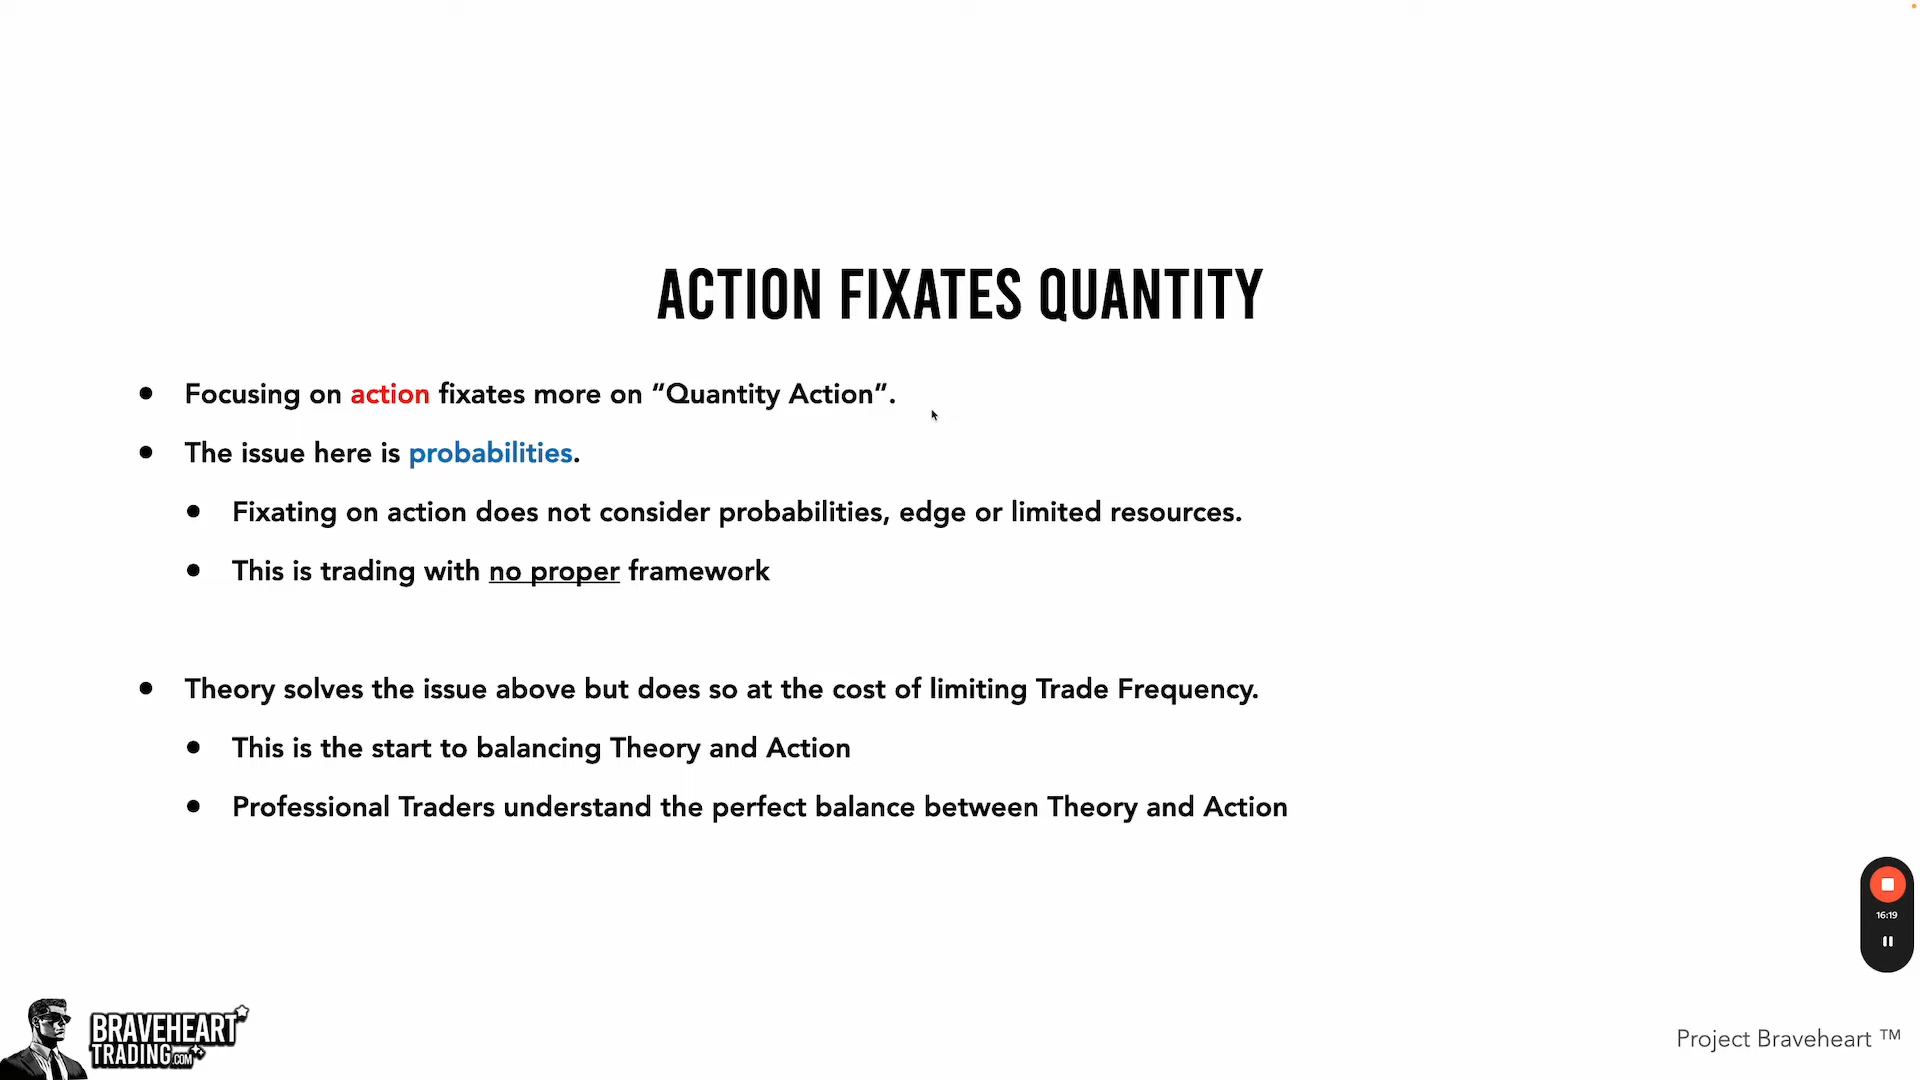 ACTION FIXATES QUANTITY
Focusing on action fixates more on “Quantity Action”.
The issue here is probabilities.
Fixating on action does not consider probabilities, edge or limited resources.
This is trading with no proper framework
Theory solves the issue above but does so at the cost of limiting Trade Frequency.
This is the start to balancing Theory and Action
Professional Traders understand the perfect balance between Theory and Action
16:19
BRAVEHEART
TRADING.COM
Project Braveheart ™